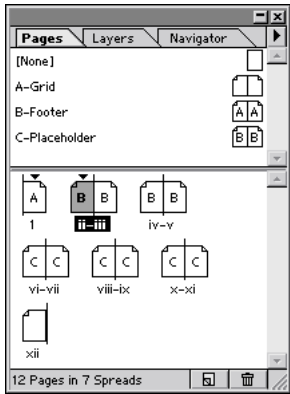 Pages Layers Navigator
[None]
A-Grid
B-Footer A A
C-Placeholder B B
A B B B B
1 ii-iii iv-v
C C C C C C
vi-vii viii-ix x-xi
xii
12 Pages in 7 Spreads